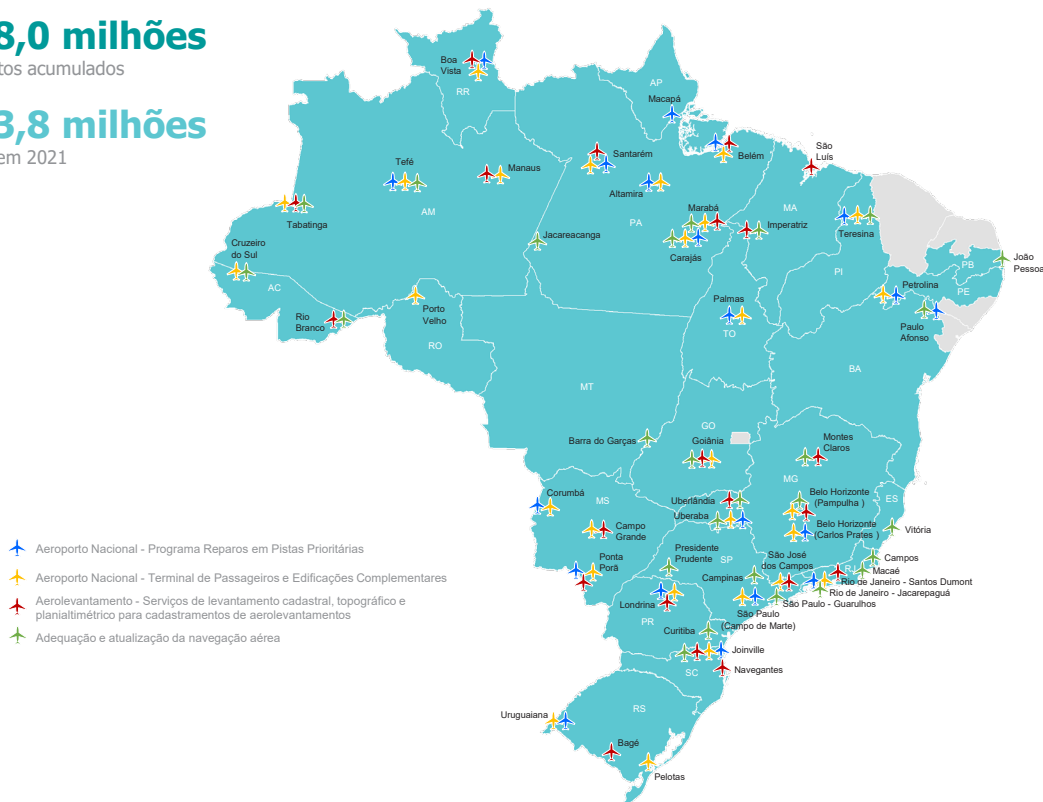 8,0 milhões
tos acumulados
3,8 milhões
em 2021
Boa
Vista
RR
AP
Macapá
Tefé
Manaus
Santarém
Belém
São
Luís
Altamira
AM
Tabatinga
PA
Marabá
MA
Imperatriz
Teresina
Jacareacanga
Carajás
Cruzeiro
do Sul
João
Pessoa
PB
PI
Petrolina
PE
AC
Porto
Velho
Palmas
Rio
Branco
TO
Paulo
Afonso
RO
BA
MT
GO
Barra do Garças
Goiânia
Montes
Claros
MG
Corumbá
MS
Uberlândia
Uberaba
Belo Horizonte
(Pampulha )
ES
Campo
Grande
Belo Horizonte
(Carlos Prates )
Vitória
Ponta
Porã
Presidente
Prudente
SP
São José
dos Campos
Campos
RJ
Macaé
Campinas
Rio de Janeiro - Santos Dumont
Rio de Janeiro - Jacarepaguá
São Paulo - Guarulhos
Londrina
São Paulo
(Campo de Marte)
PR
Curitiba
Joinville
Navegantes
SC
RS
Uruguaiana
Bagé
Pelotas
Aeroporto Nacional - Programa Reparos em Pistas Prioritárias
Aeroporto Nacional - Terminal de Passageiros e Edificações Complementares
Aerolevantamento - Serviços de levantamento cadastral, topográfico e
planialtimétrico para cadastramentos de aerolevantamentos
Adequação e atualização da navegação aérea